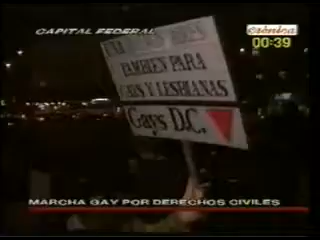 CAPITAL FEDERAL
crónica
00:39
TAMBIEN PARA
GAYS Y LESBIANAS
Gays D.C.
MARCHA GAY POR DERECHOS CIVILES